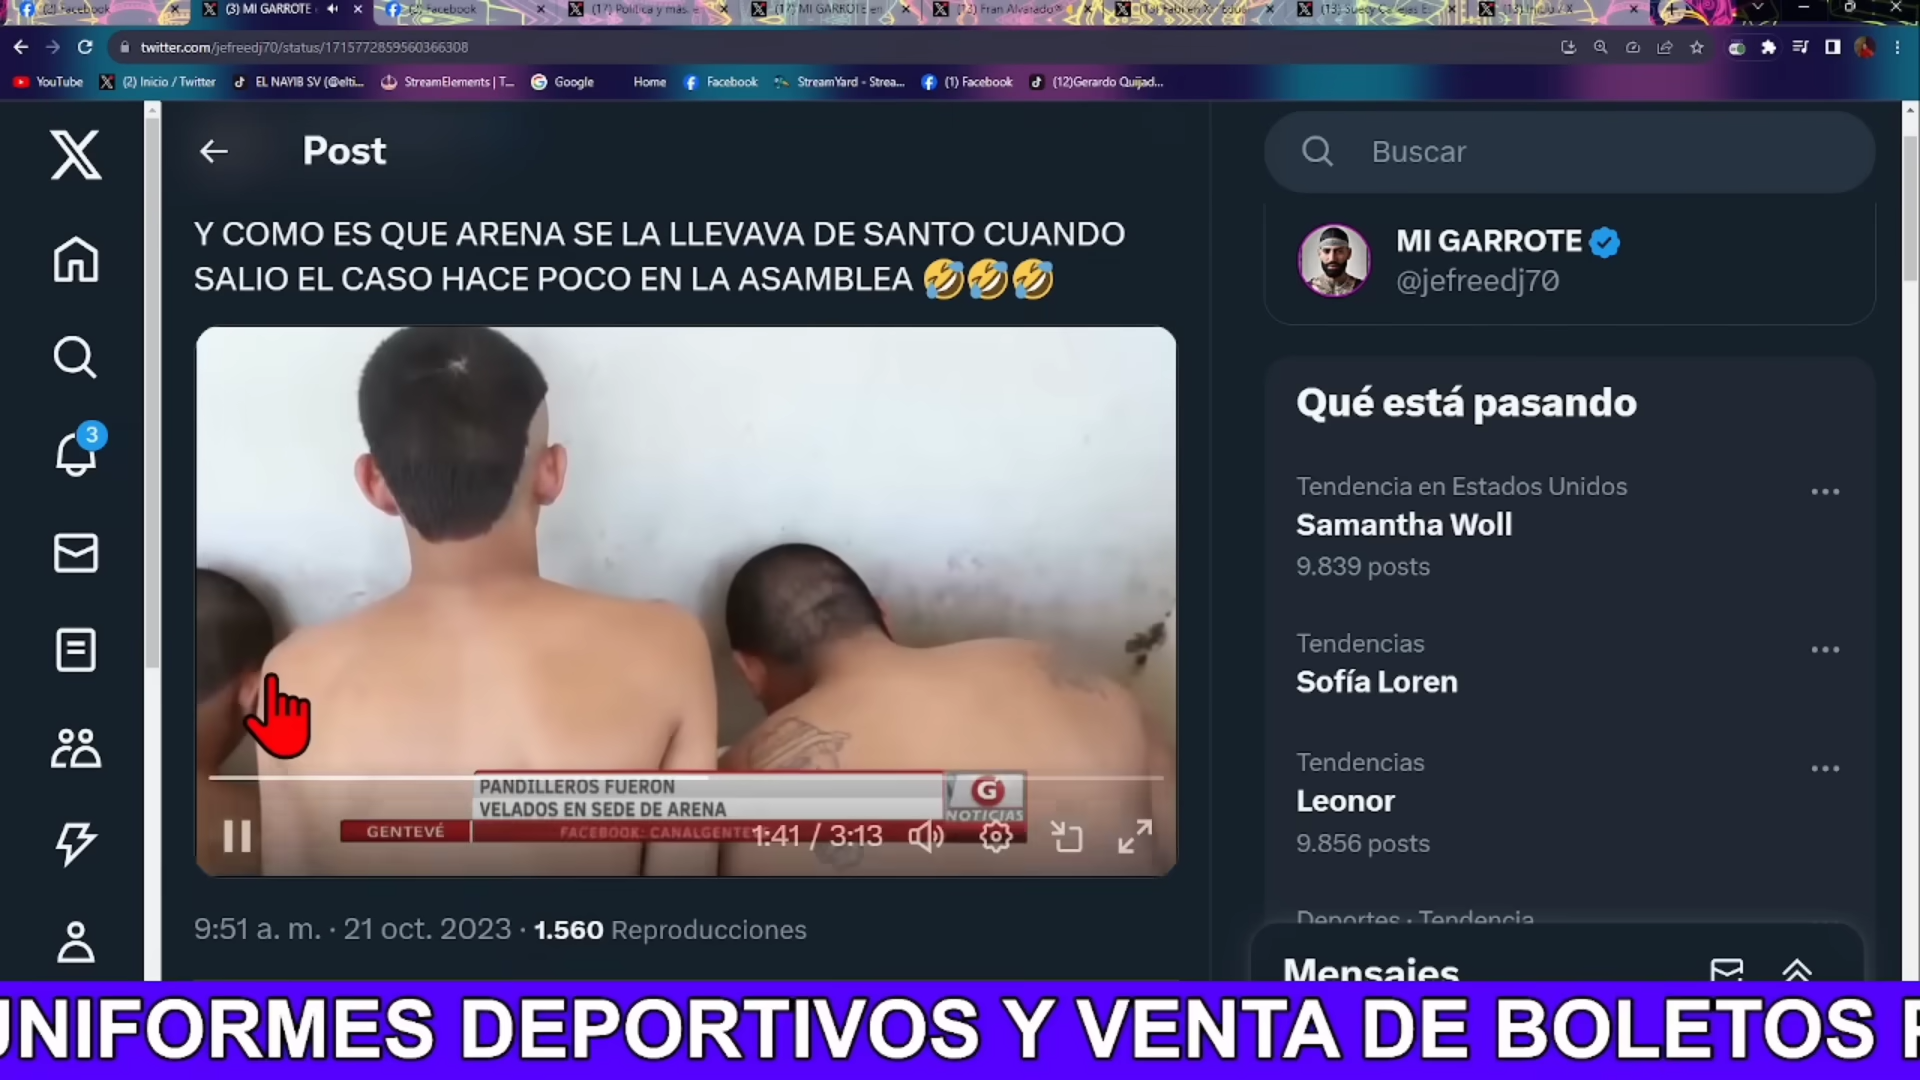 (2) Facebook
(3) MI GARROTE
(2) Facebook
(17) Política y más. e
(17) MI GARROTE en
(13) Fran Alvarado
(13) Inicio / X
twitter.com/jefreedj70/status/1715772859560366308
YouTube
(2) Inicio / Twitter
EL NAYIB SV (@elti...
StreamElements | T...
Google
Home
Facebook
StreamYard - Strea...
(1) Facebook
(12)Gerardo Quijad...
Post
Buscar
Y COMO ES QUE ARENA SE LA LLEVAVA DE SANTO CUANDO
SALIO EL CASO HACE POCO EN LA ASAMBLEA 🤣🤣🤣
MI GARROTE
@jefreedj70
Qué está pasando
Tendencia en Estados Unidos
Samantha Woll
9.839 posts
Tendencias
Sofía Loren
Tendencias
Leonor
9.856 posts
Deportes · Tendencia
3
PANDILLEROS FUERON
VELADOS EN SEDE DE ARENA
G
NOTICIAS
GENTEVÉ
FACEBOOK: CANALGENTE
1:41 / 3:13
9:51 a. m. · 21 oct. 2023 · 1.560 Reproducciones
Mensajes
UNIFORMES DEPORTIVOS Y VENTA DE BOLETOS